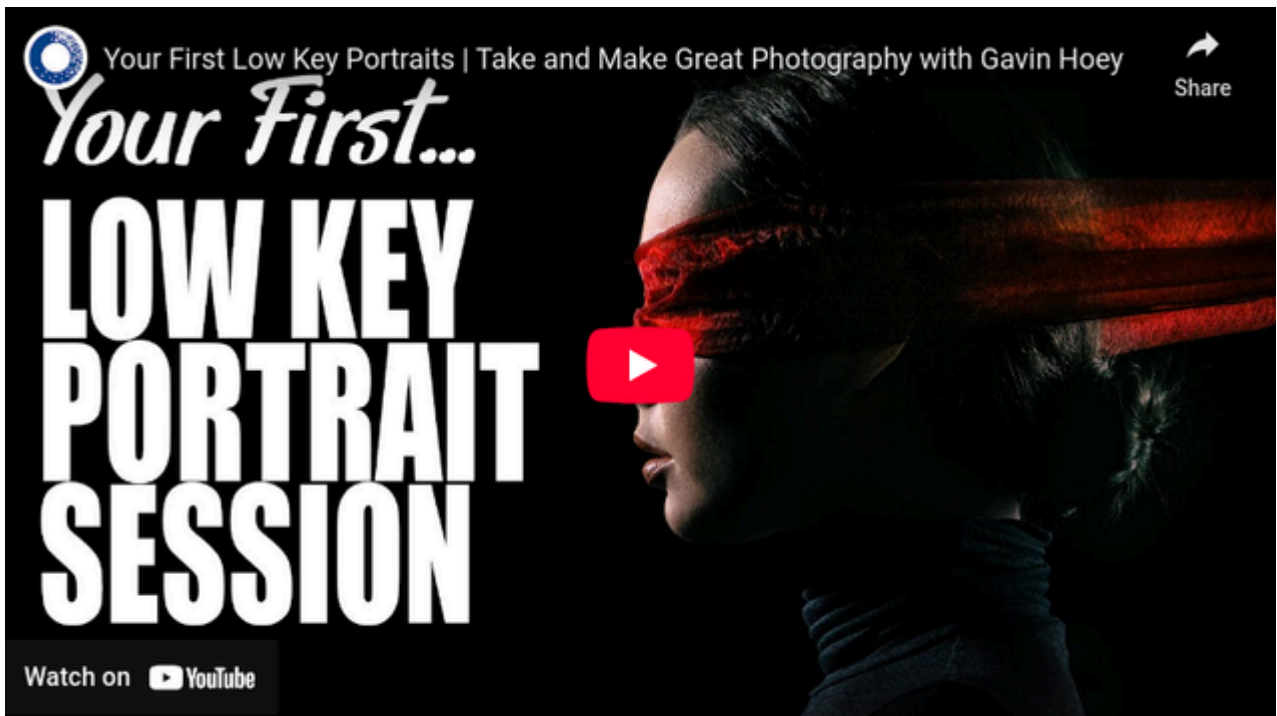 Your First Low Key Portraits | Take and Make Great Photography with Gavin Hoey
Share
Your First...
LOW KEY
PORTRAIT
SESSION
Watch on YouTube